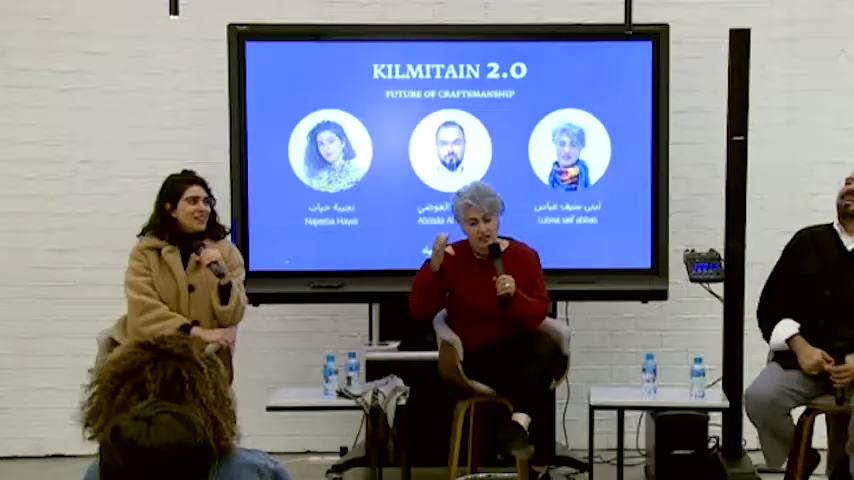 KILMITAIN 2.0
FUTURE OF CRAFTSMANSHIP
نجيبة حيات
العوضي
لبنى سيف عباس
Najeeba Hayat
Lubna saif abbas